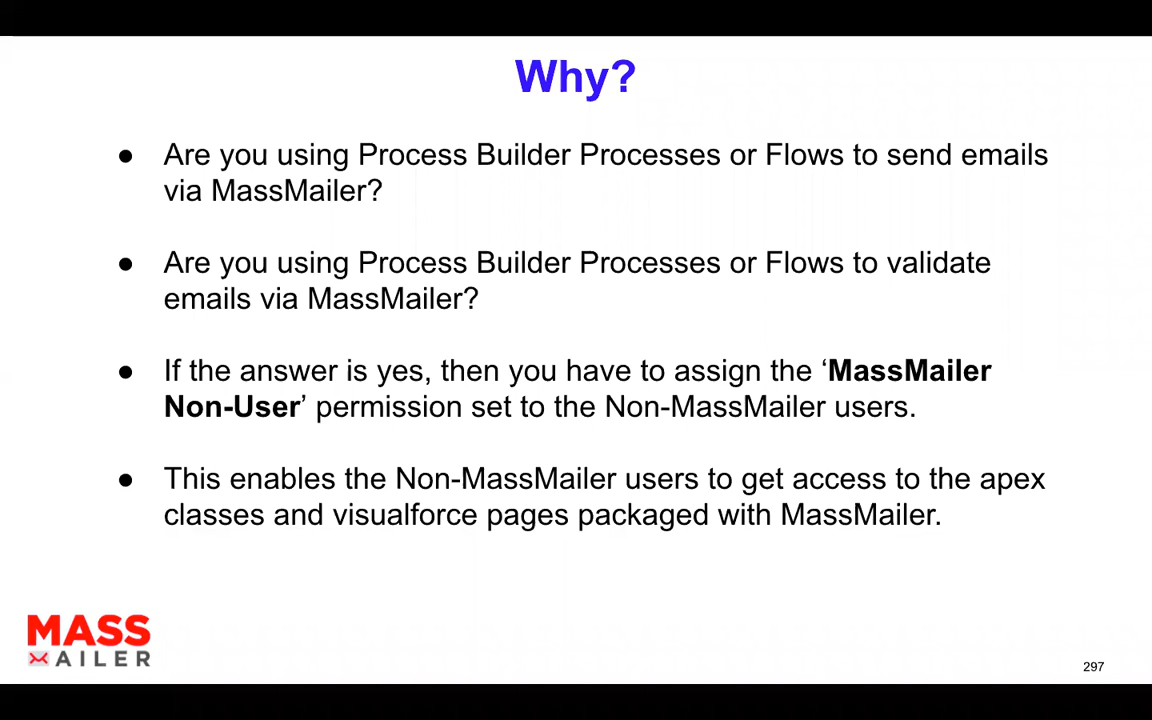 Why?
● Are you using Process Builder Processes or Flows to send emails
via MassMailer?
● Are you using Process Builder Processes or Flows to validate
emails via MassMailer?
● If the answer is yes, then you have to assign the ‘MassMailer
Non-User’ permission set to the Non-MassMailer users.
● This enables the Non-MassMailer users to get access to the apex
classes and visualforce pages packaged with MassMailer.
MASS
AILER
297